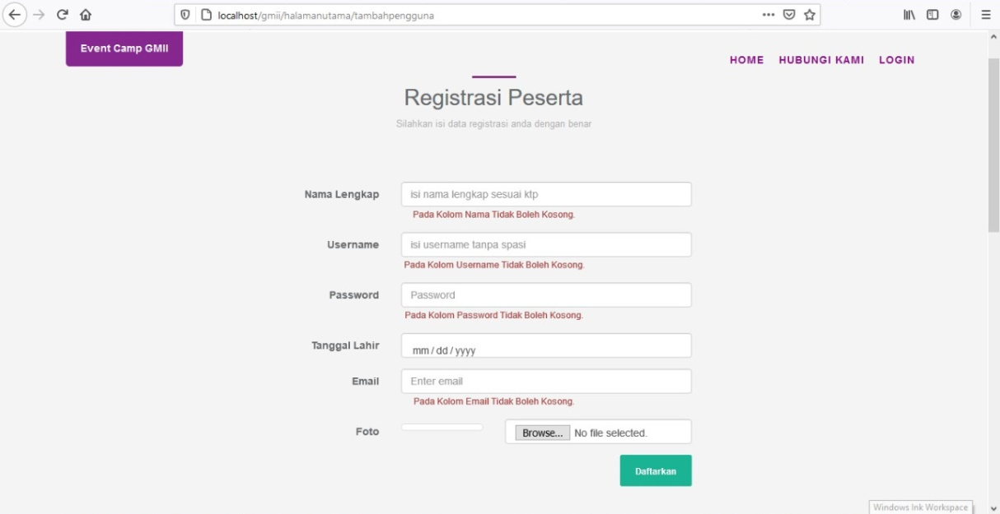 localhost/gmii/halamanutama/tambahpengguna
Event Camp GMII
HOME HUBUNGI KAMI LOGIN
Registrasi Peserta
Silahkan isi data registrasi anda dengan benar
Nama Lengkap isi nama lengkap sesuai ktp
Pada Kolom Nama Tidak Boleh Kosong.
Username isi username tanpa spasi
Pada Kolom Username Tidak Boleh Kosong.
Password Password
Pada Kolom Password Tidak Boleh Kosong.
Tanggal Lahir mm / dd / yyyy
Email Enter email
Pada Kolom Email Tidak Boleh Kosong.
Foto Browse... No file selected.
Daftarkan
Windows Ink Workspace